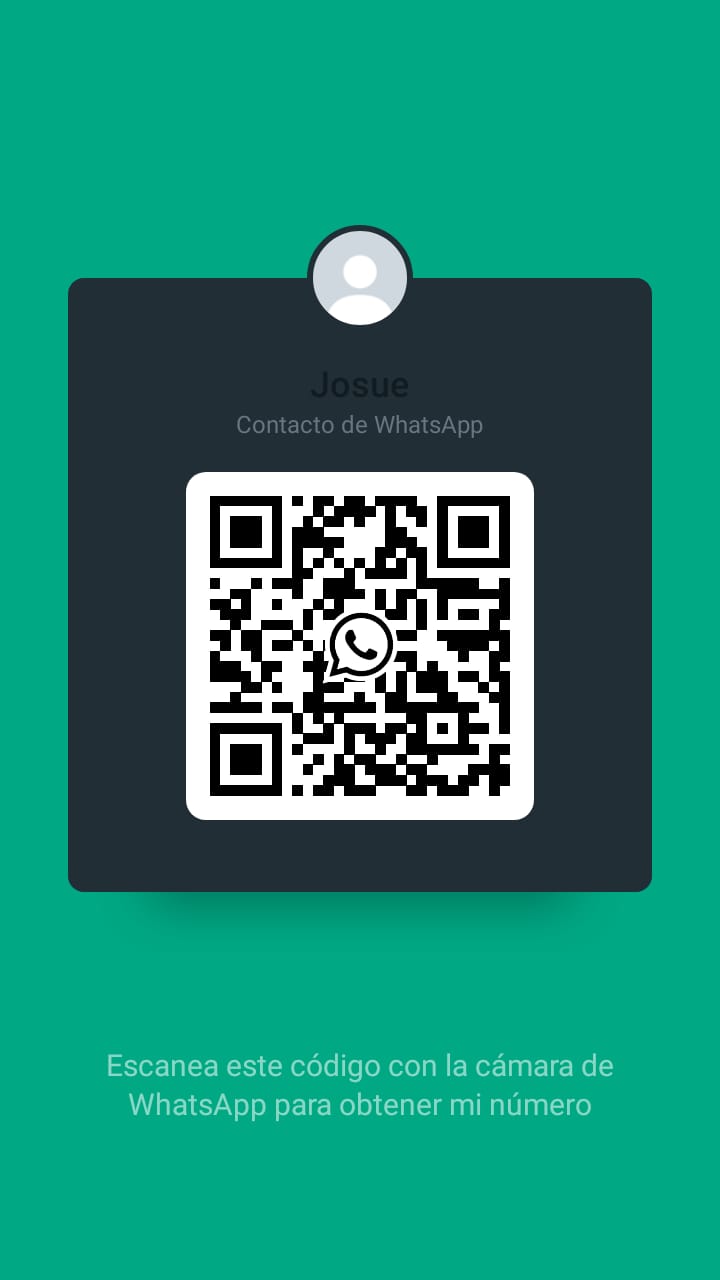 Josue
Contacto de WhatsApp
Escanea este código con la cámara de
WhatsApp para obtener mi número